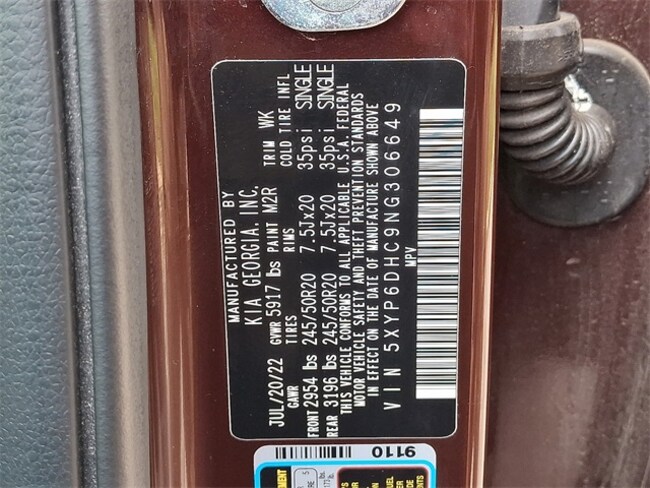 MANUFACTURED BY
KIA GEORGIA, INC.
JUL/20/22 GVWR 5917 lbs PAINT M2R TRIM WK
GAWR TIRES RIMS COLD TIRE INFL
FRONT 2954 lbs 245/50R20 7.5Jx20 35psi SINGLE
REAR 3196 lbs 245/50R20 7.5Jx20 35psi SINGLE
THIS VEHICLE CONFORMS TO ALL APPLICABLE U.S.A. FEDERAL
MOTOR VEHICLE SAFETY AND THEFT PREVENTION STANDARDS
IN EFFECT ON THE DATE OF MANUFACTURE SHOWN ABOVE
VIN 5XYP6DHC9NG306649
MPV
9110